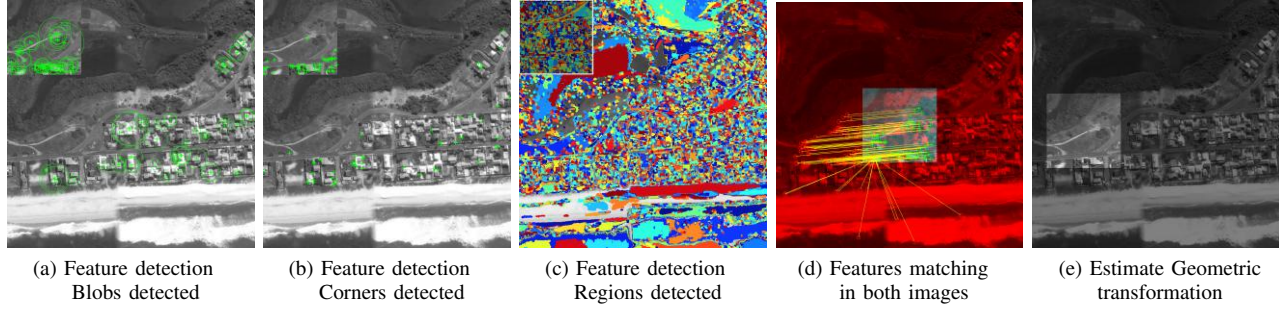 (a) Feature detection
Blobs detected
(b) Feature detection
Corners detected
(c) Feature detection
Regions detected
(d) Features matching
in both images
(e) Estimate Geometric
transformation